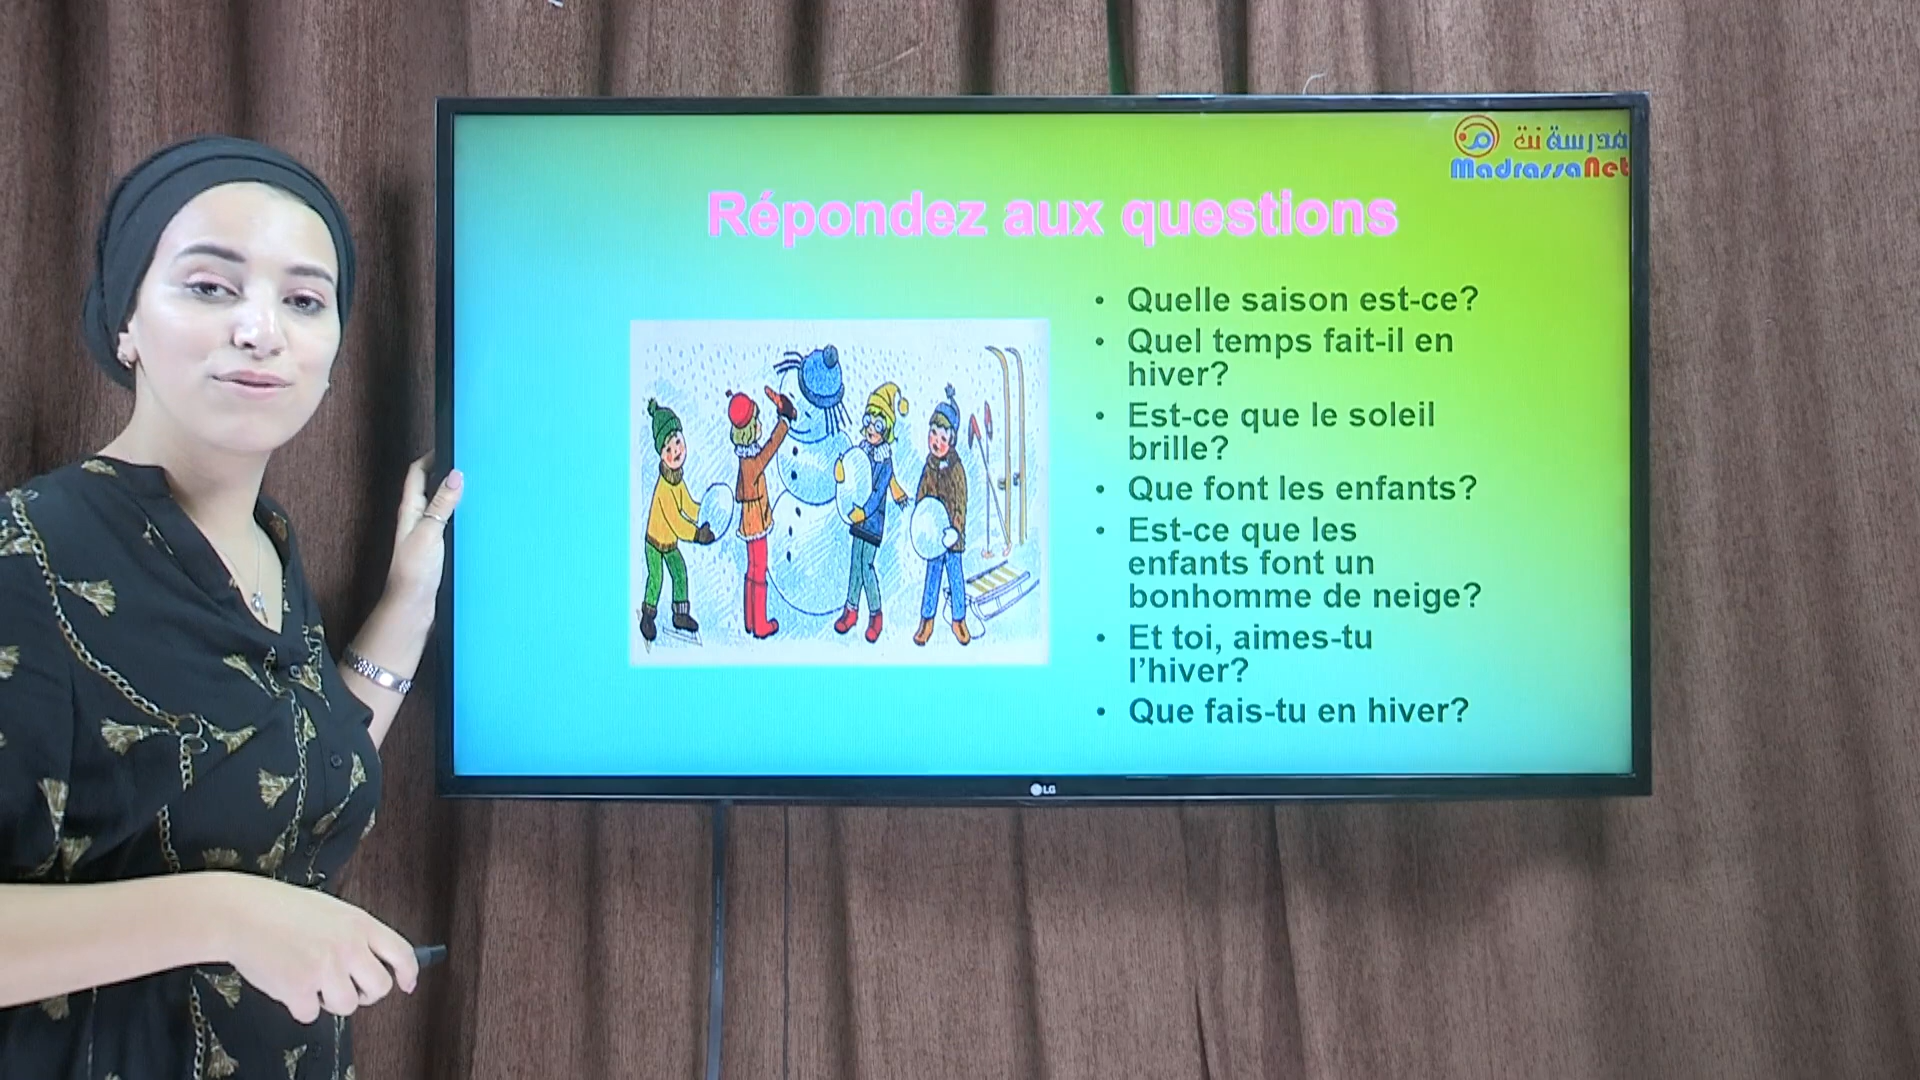 مدرسة نت
MadrassaNet
Répondez aux questions
• Quelle saison est-ce?
• Quel temps fait-il en
hiver?
• Est-ce que le soleil
brille?
• Que font les enfants?
• Est-ce que les
enfants font un
bonhomme de neige?
• Et toi, aimes-tu
l’hiver?
• Que fais-tu en hiver?
LG